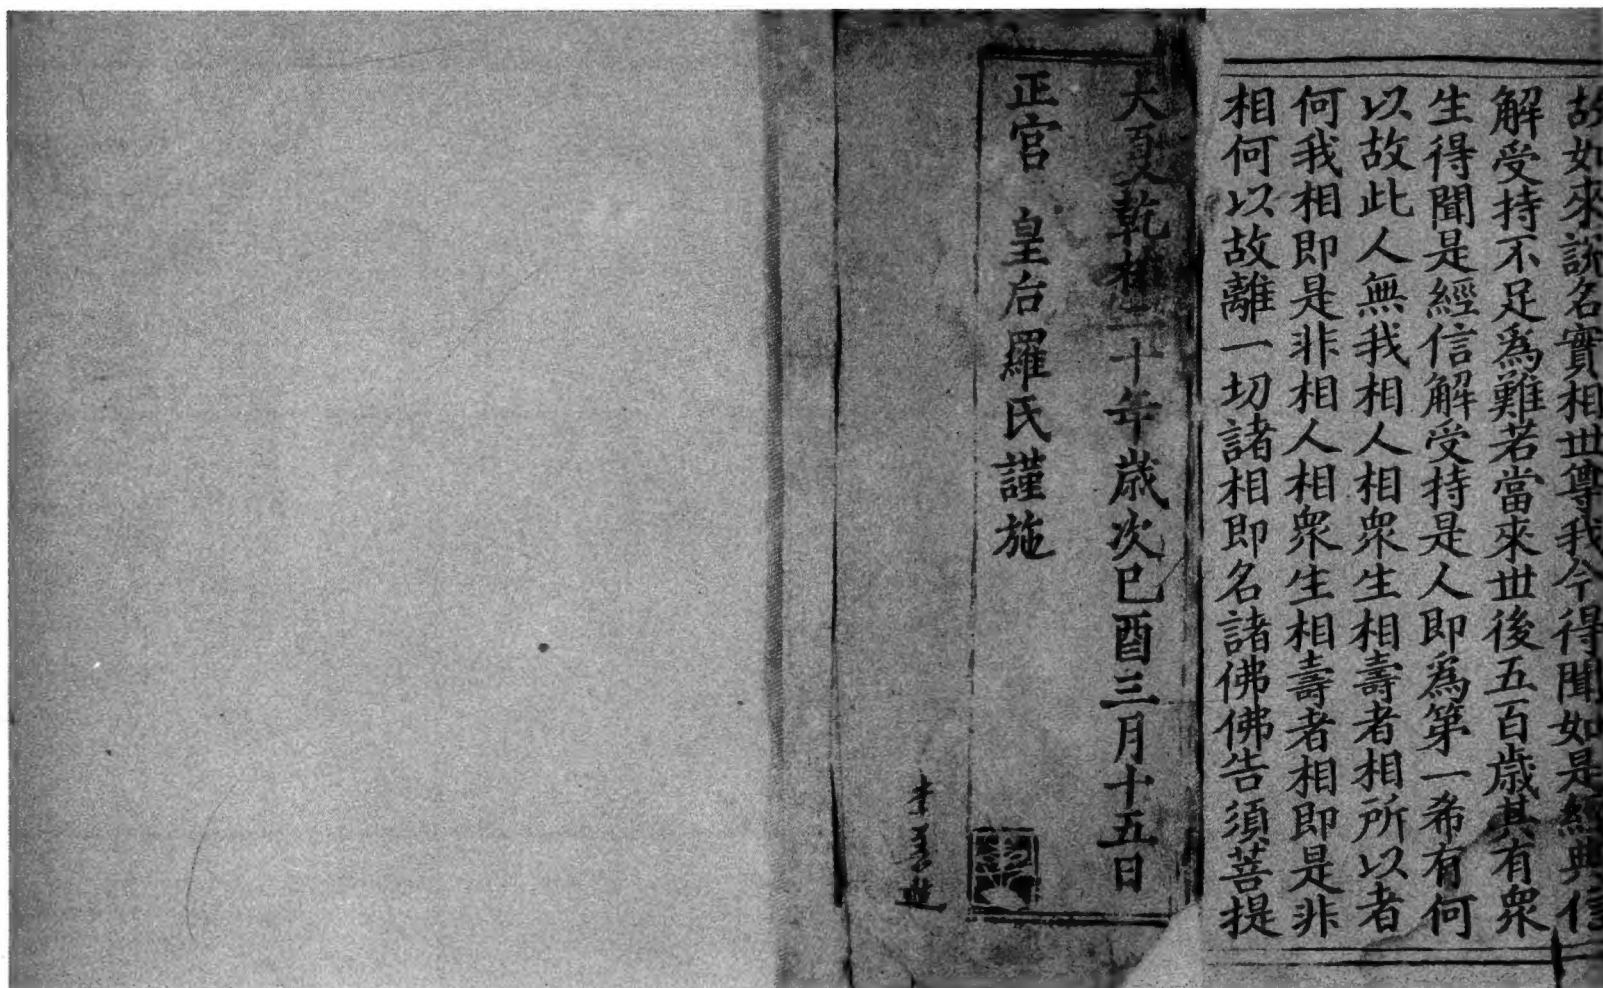 故如來說名實相世尊我今得聞如是經典信
解受持不足爲難若當來世後五百歲其有衆
生得聞是經信解受持是人即爲第一希有何
以故此人無我相人相衆生相壽者相所以者
何我相即是非相人相衆生相壽者相即是非
相何以故離一切諸相即名諸佛佛告須菩提
大夏乾祐二十年歲次己酉三月十五日
正宫 皇后羅氏謹施